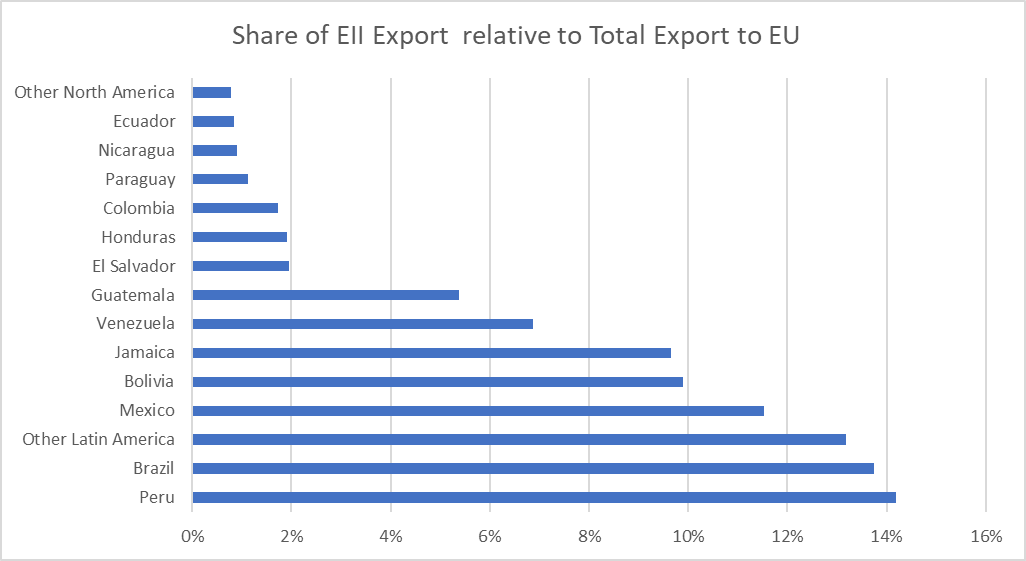 Share of EII Export  relative to Total Export to EU
Other North America
Ecuador
Nicaragua
Paraguay
Colombia
Honduras
El Salvador
Guatemala
Venezuela
Jamaica
Bolivia
Mexico
Other Latin America
Brazil
Peru
0% 2% 4% 6% 8% 10% 12% 14% 16%